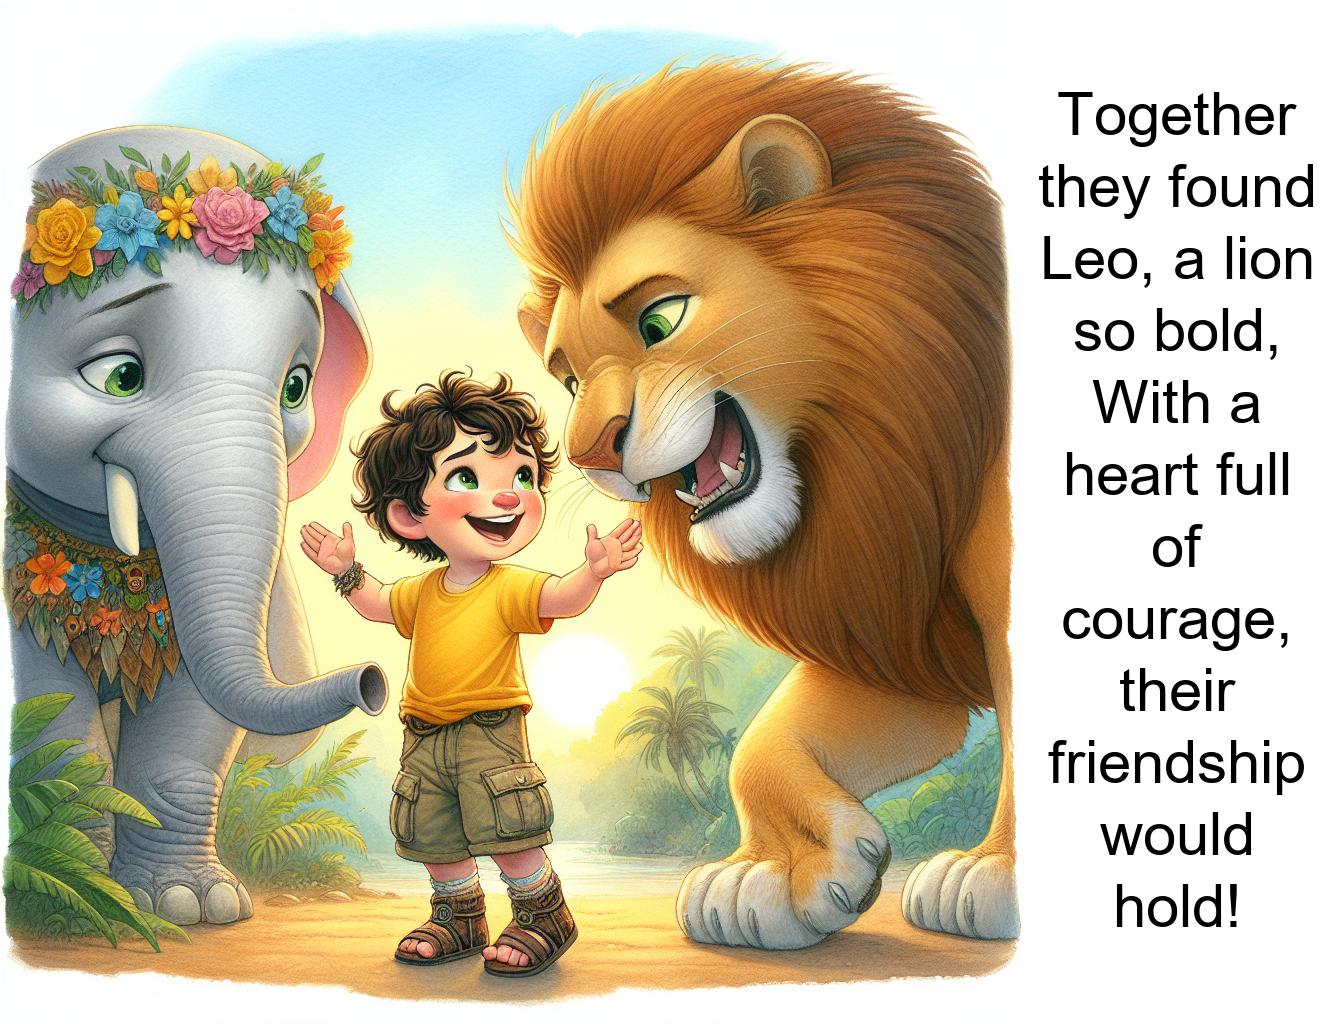 Together
they found
Leo, a lion
so bold,
With a
heart full
of
courage,
their
friendship
would
hold!